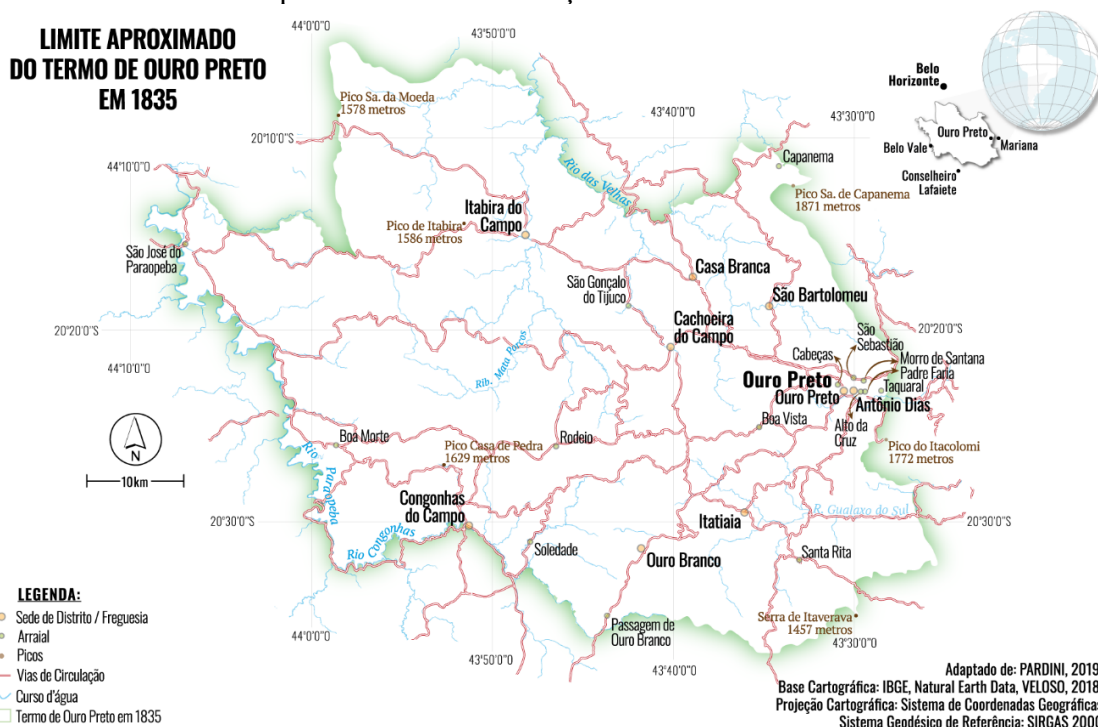 LIMITE APROXIMADO
DO TERMO DE OURO PRETO
EM 1835
44°0'0"O
43°50'0"O
43°40'0"O
43°30'0"O
20°10'0"S
44°10'0"O
Belo
Horizonte
Ouro Preto
Belo Vale
Mariana
Conselheiro
Lafaiete
Pico Sa. da Moeda
1578 metros
Rio das Velhas
Capanema
Pico Sa. de Capanema
1871 metros
Itabira do
Campo
Pico de Itabira
1586 metros
São José do
Paraopeba
Casa Branca
São Gonçalo
do Tijuco
São Bartolomeu
Cachoeira
do Campo
20°20'0"S
20°20'0"S
São
Sebastião
Cabeças
Morro de Santana
Padre Faria
Taquaral
Rib. Mata Porcos
44°10'0"O
Ouro Preto
Ouro Preto
Antônio Dias
Boa Vista
Alto da
Cruz
Pico do Itacolomi
1772 metros
N
10km
Boa Morte
Pico Casa de Pedra
1629 metros
Rodeio
Rio Paraopeba
Congonhas
do Campo
Rio Congonhas
Itatiaia
R. Gualaxo do Sul
20°30'0"S
20°30'0"S
Soledade
Ouro Branco
Santa Rita
Passagem de
Ouro Branco
Serra de Itaverava
1457 metros
44°0'0"O
43°50'0"O
43°40'0"O
43°30'0"O
LEGENDA:
Sede de Distrito / Freguesia
Arraial
Picos
Vias de Circulação
Curso d'água
Termo de Ouro Preto em 1835
Adaptado de: PARDINI, 2019
Base Cartográfica: IBGE, Natural Earth Data, VELOSO, 2018
Projeção Cartográfica: Sistema de Coordenadas Geográficas
Sistema Geodésico de Referência: SIRGAS 2000